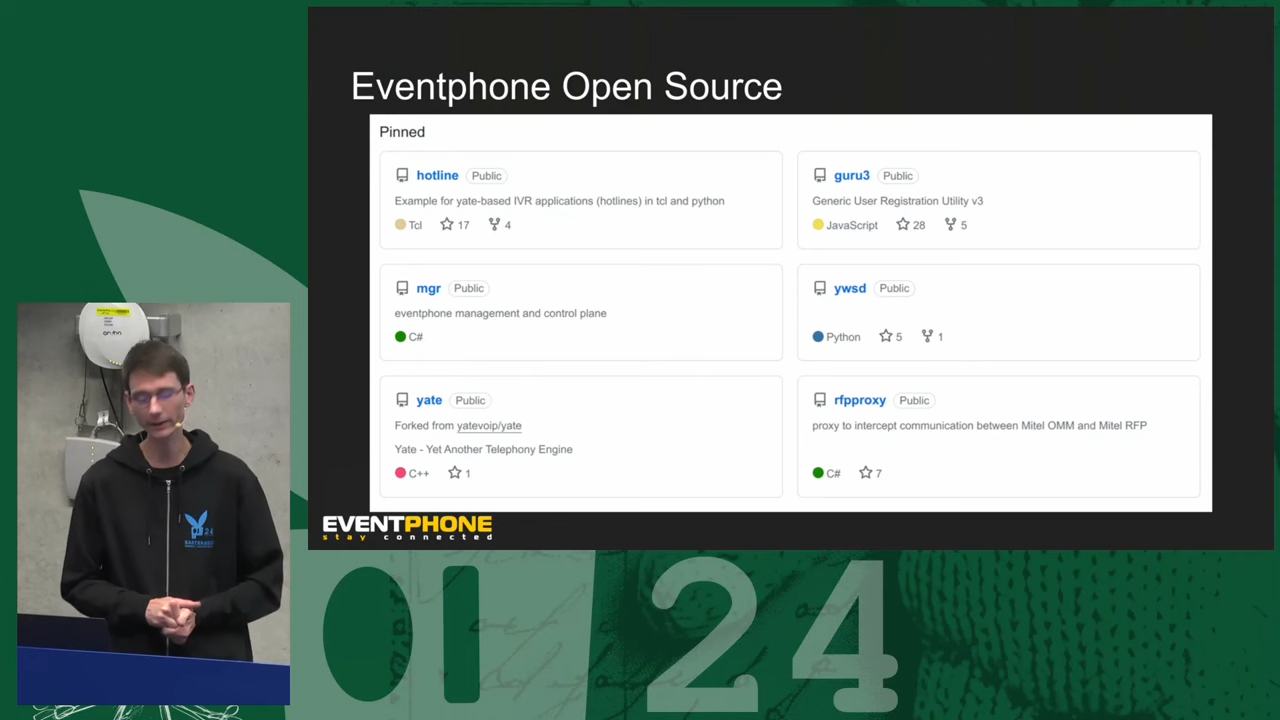 Eventphone Open Source
Pinned
hotline Public
Example for yate-based IVR applications (hotlines) in tcl and python
Tcl 17 4
guru3 Public
Generic User Registration Utility v3
JavaScript 28 5
mgr Public
eventphone management and control plane
C#
ywsd Public
Python 5 1
yate Public
Forked from yatevoip/yate
Yate - Yet Another Telephony Engine
C++ 1
rfpproxy Public
proxy to intercept communication between Mitel OMM and Mitel RFP
C# 7
EVENTPHONE
stay connected
24
24